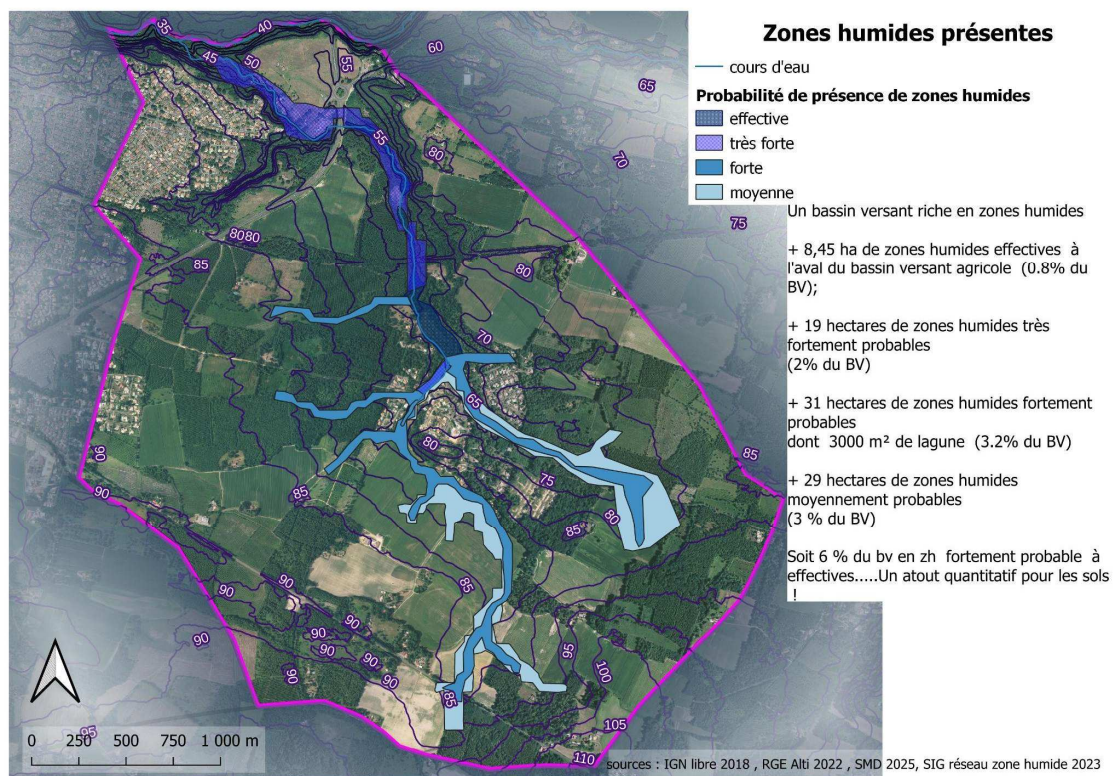 Zones humides présentes
cours d'eau
Probabilité de présence de zones humides
effective
très forte
forte
moyenne
Un bassin versant riche en zones humides
+ 8,45 ha de zones humides effectives à
l'aval du bassin versant agricole (0.8% du
BV);
+ 19 hectares de zones humides très
fortement probables
(2% du BV)
+ 31 hectares de zones humides fortement
probables
dont 3000 m² de lagune (3.2% du BV)
+ 29 hectares de zones humides
moyennement probables
(3 % du BV)
Soit 6 % du bv en zh fortement probable à
effectives.....Un atout quantitatif pour les sols
!
35
40
45
50
55
60
65
55
80
70
75
8080
85
80
70
65
80
75
85
90
90
85
85
80
90
90
90
90
90
90
90
90
85
95
100
105
110
95
0 250 500 750 1 000 m
sources : IGN libre 2018 , RGE Alti 2022 , SMD 2025, SIG réseau zone humide 2023